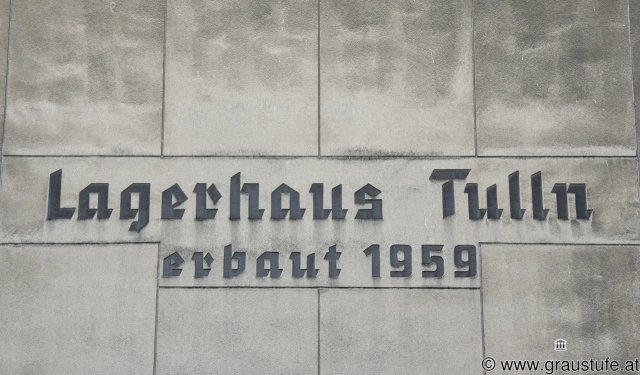 Lagerhaus Tulln
erbaut 1959
© www.graustufe.at